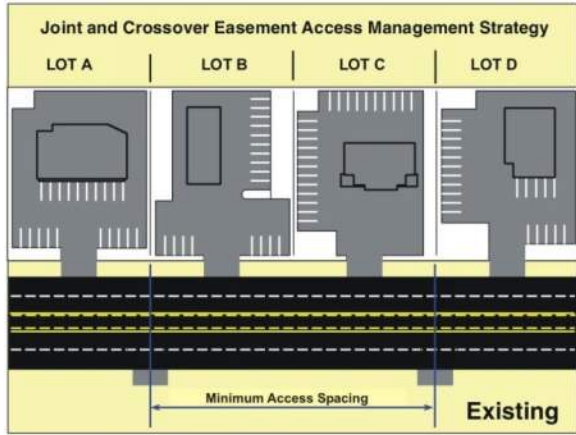 Joint and Crossover Easement Access Management Strategy
LOT A LOT B LOT C LOT D
Minimum Access Spacing
Existing